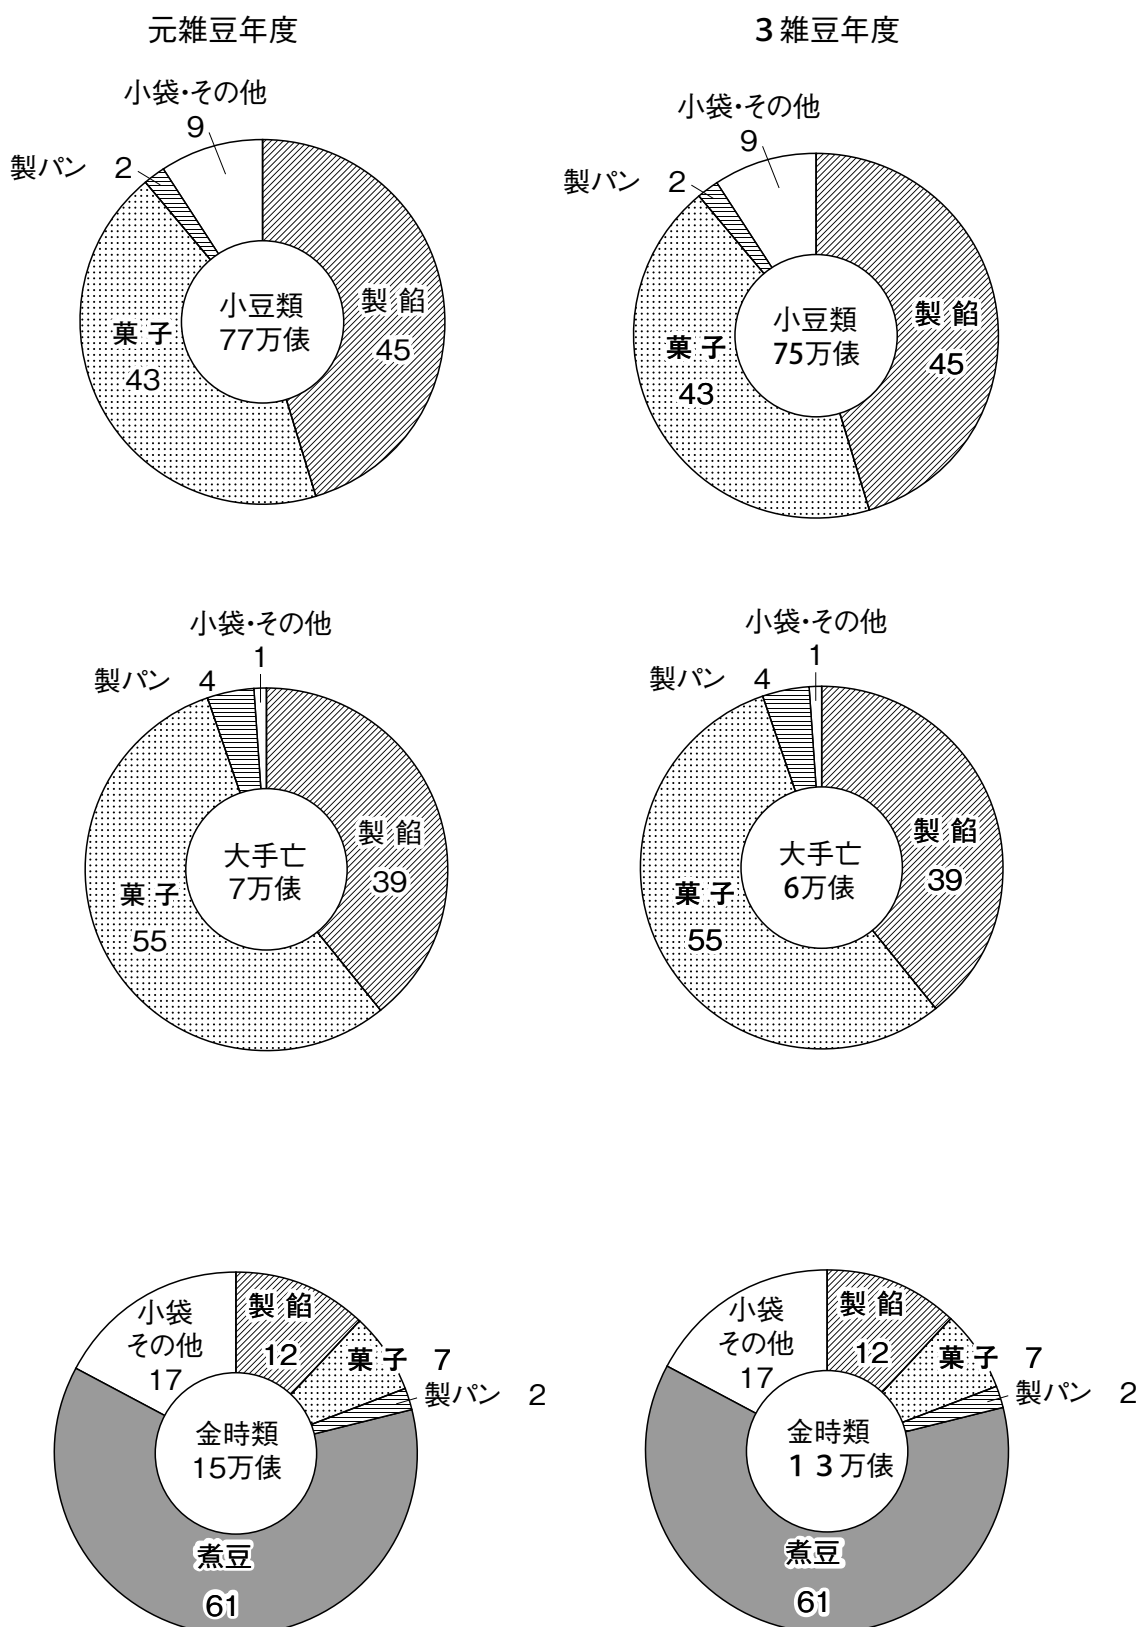 元雑豆年度
3雑豆年度
小袋・その他
9
製パン 2
製餡
45
菓子
43
小豆類
77万俵
小袋・その他
9
製パン 2
製餡
45
菓子
43
小豆類
75万俵
小袋・その他
1
製パン 4
製餡
39
菓子
55
大手亡
7万俵
小袋・その他
1
製パン 4
製餡
39
菓子
55
大手亡
6万俵
小袋
その他
17
製餡
12
菓子 7
製パン 2
金時類
15万俵
煮豆
61
小袋
その他
17
製餡
12
菓子 7
製パン 2
金時類
13万俵
煮豆
61